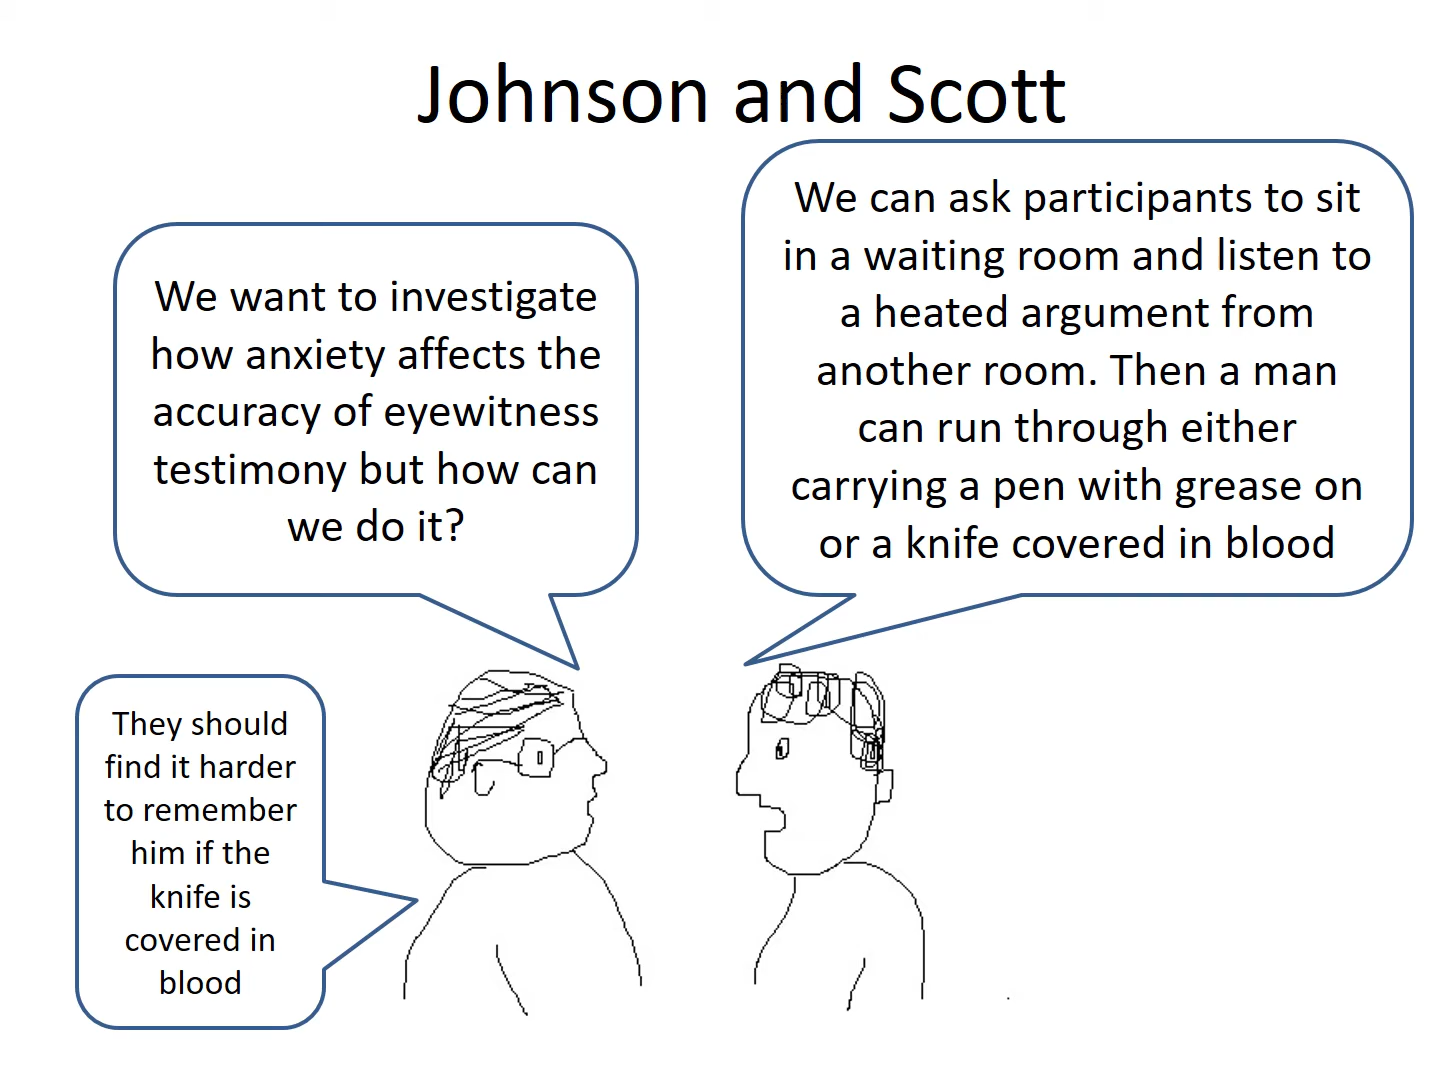 Johnson and Scott
We want to investigate
how anxiety affects the
accuracy of eyewitness
testimony but how can
we do it?
We can ask participants to sit
in a waiting room and listen to
a heated argument from
another room. Then a man
can run through either
carrying a pen with grease on
or a knife covered in blood
They should
find it harder
to remember
him if the
knife is
covered in
blood